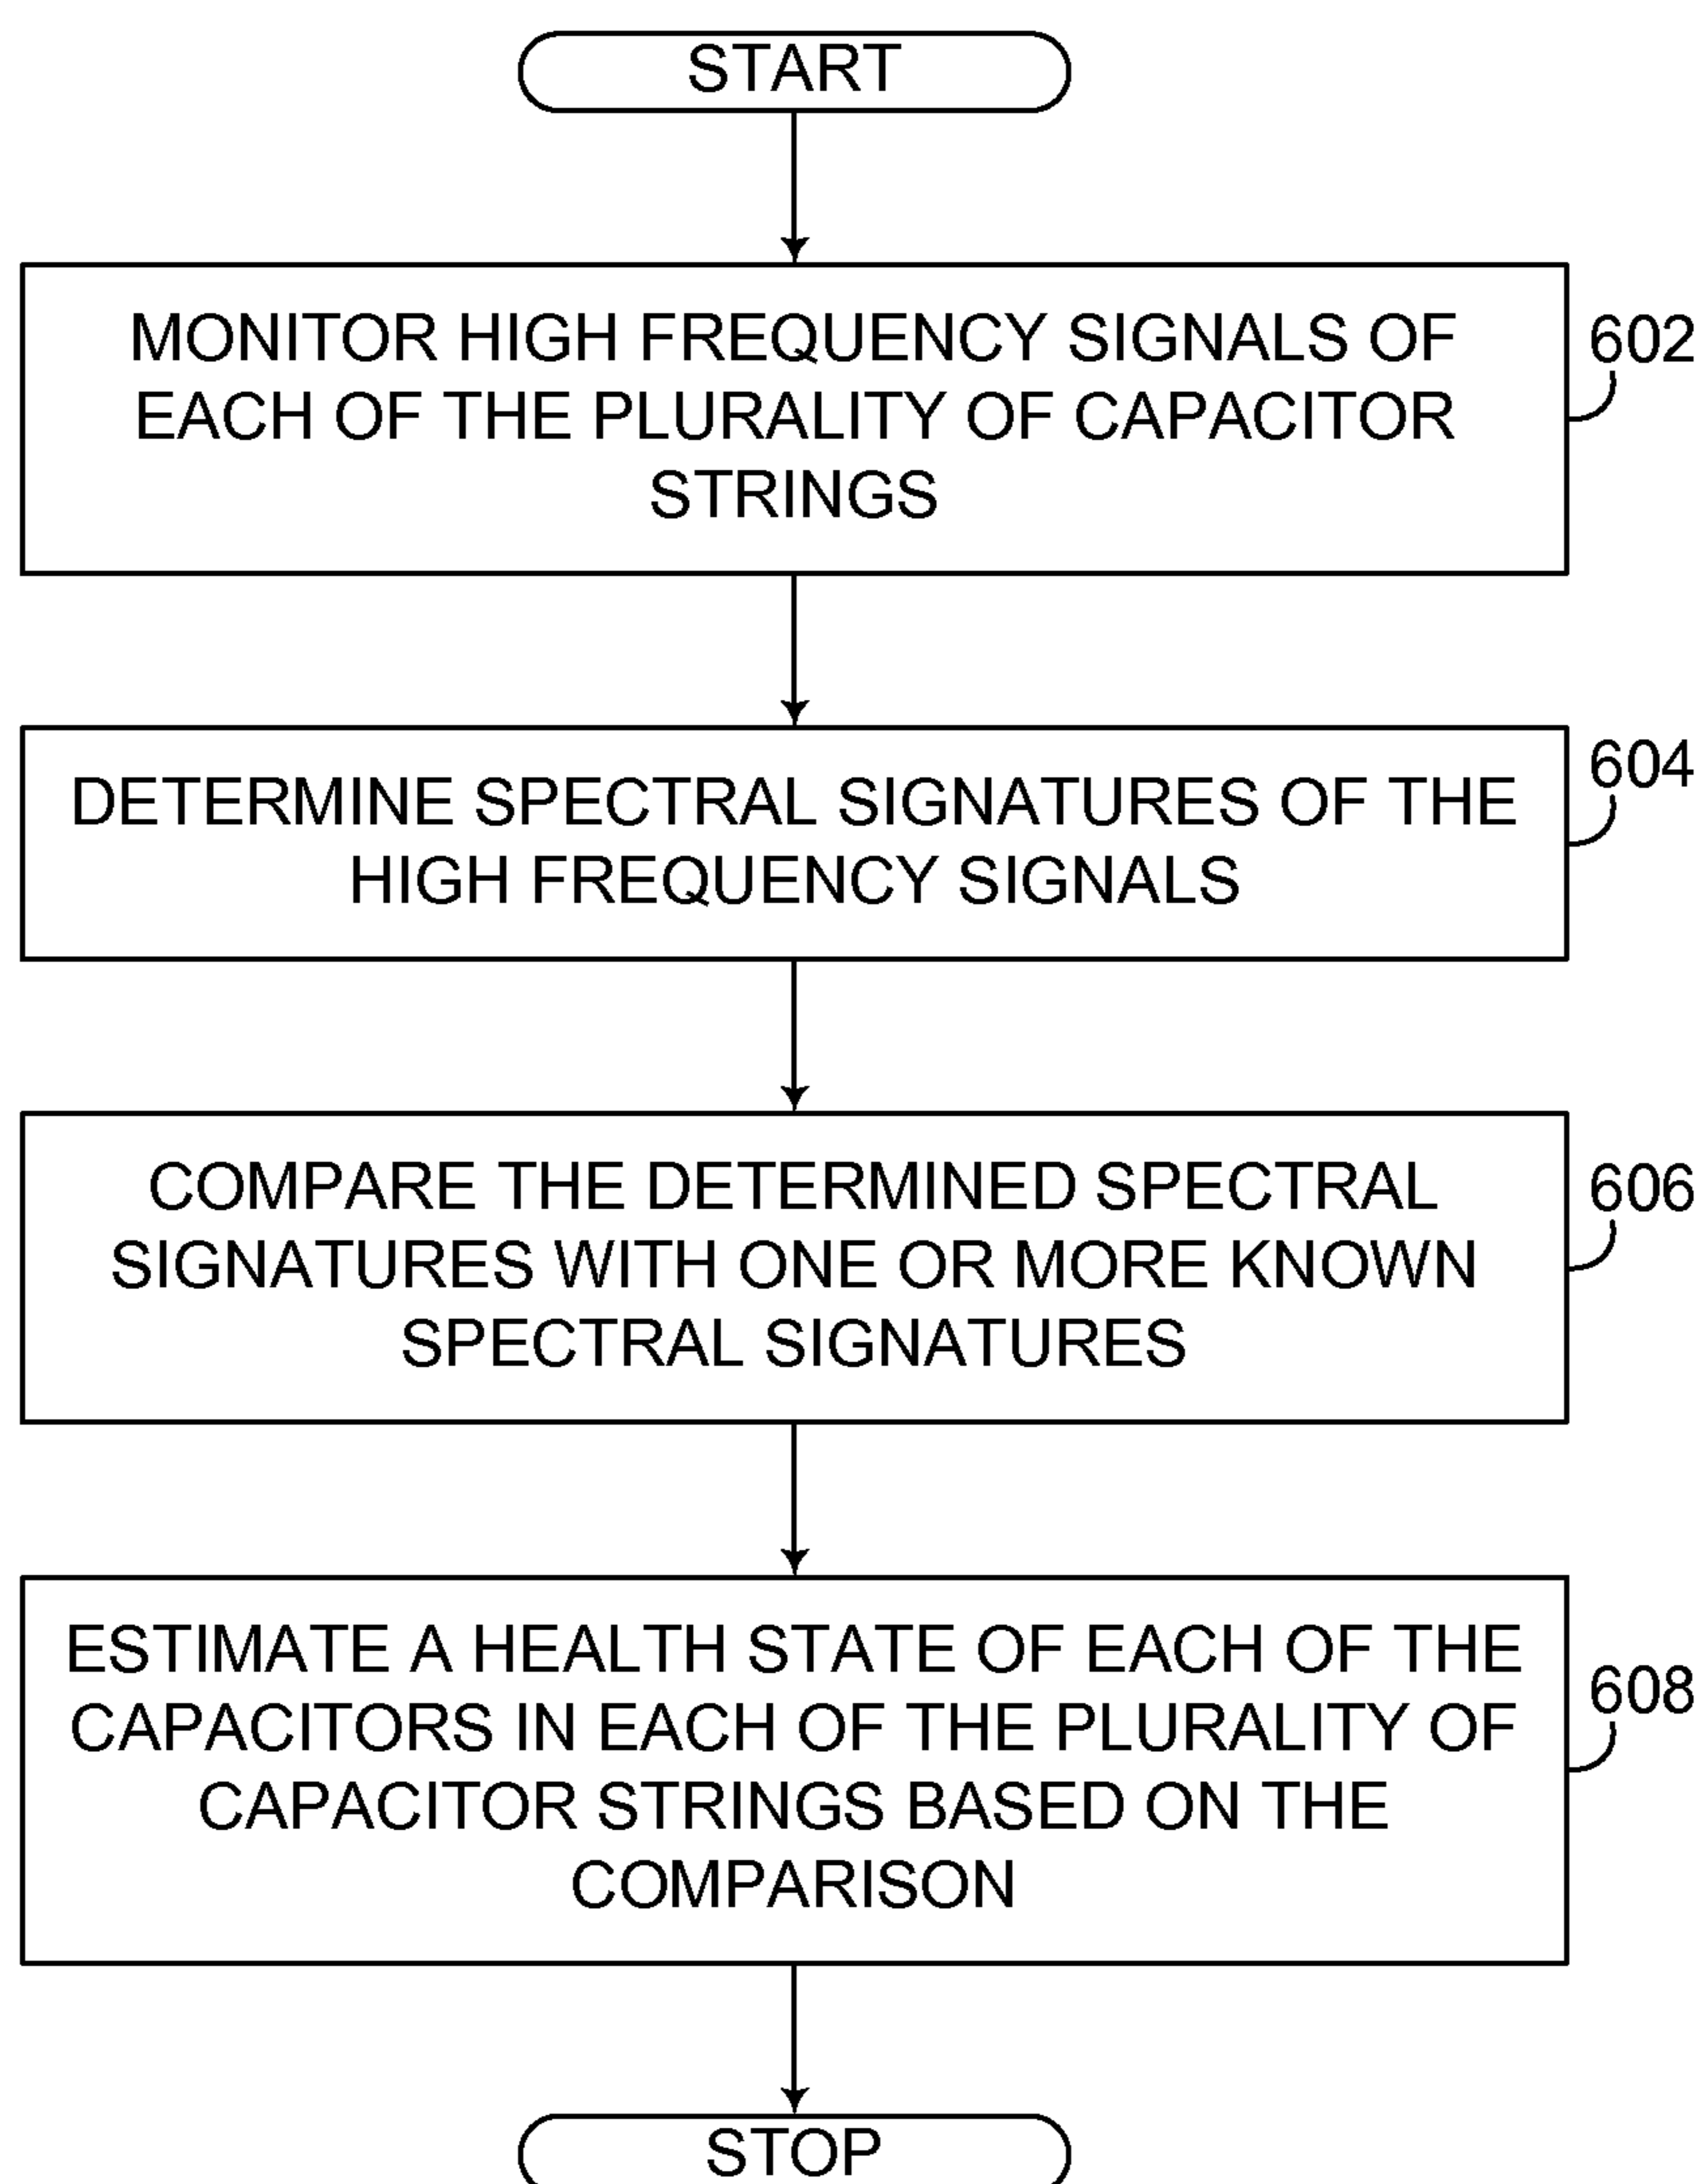 START
MONITOR HIGH FREQUENCY SIGNALS OF
EACH OF THE PLURALITY OF CAPACITOR
STRINGS
602
DETERMINE SPECTRAL SIGNATURES OF THE
HIGH FREQUENCY SIGNALS
604
COMPARE THE DETERMINED SPECTRAL
SIGNATURES WITH ONE OR MORE KNOWN
SPECTRAL SIGNATURES
606
ESTIMATE A HEALTH STATE OF EACH OF THE
CAPACITORS IN EACH OF THE PLURALITY OF
CAPACITOR STRINGS BASED ON THE
COMPARISON
608
STOP